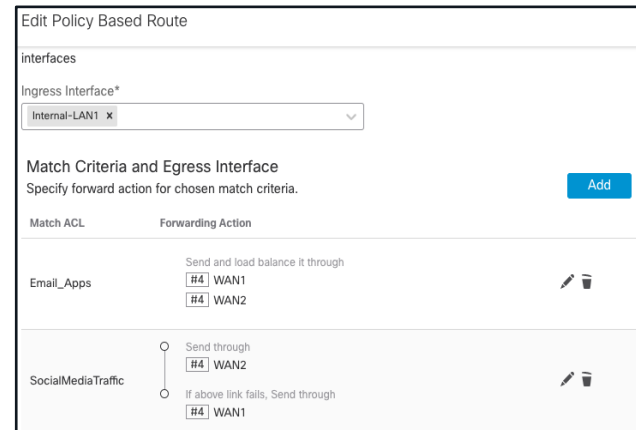 Edit Policy Based Route
interfaces
Ingress Interface*
Internal-LAN1 x
Match Criteria and Egress Interface
Specify forward action for chosen match criteria.
Add
Match ACL Forwarding Action
Send and load balance it through
Email_Apps
#4 WAN1
#4 WAN2
Send through
#4 WAN2
SocialMediaTraffic
If above link fails, Send through
#4 WAN1